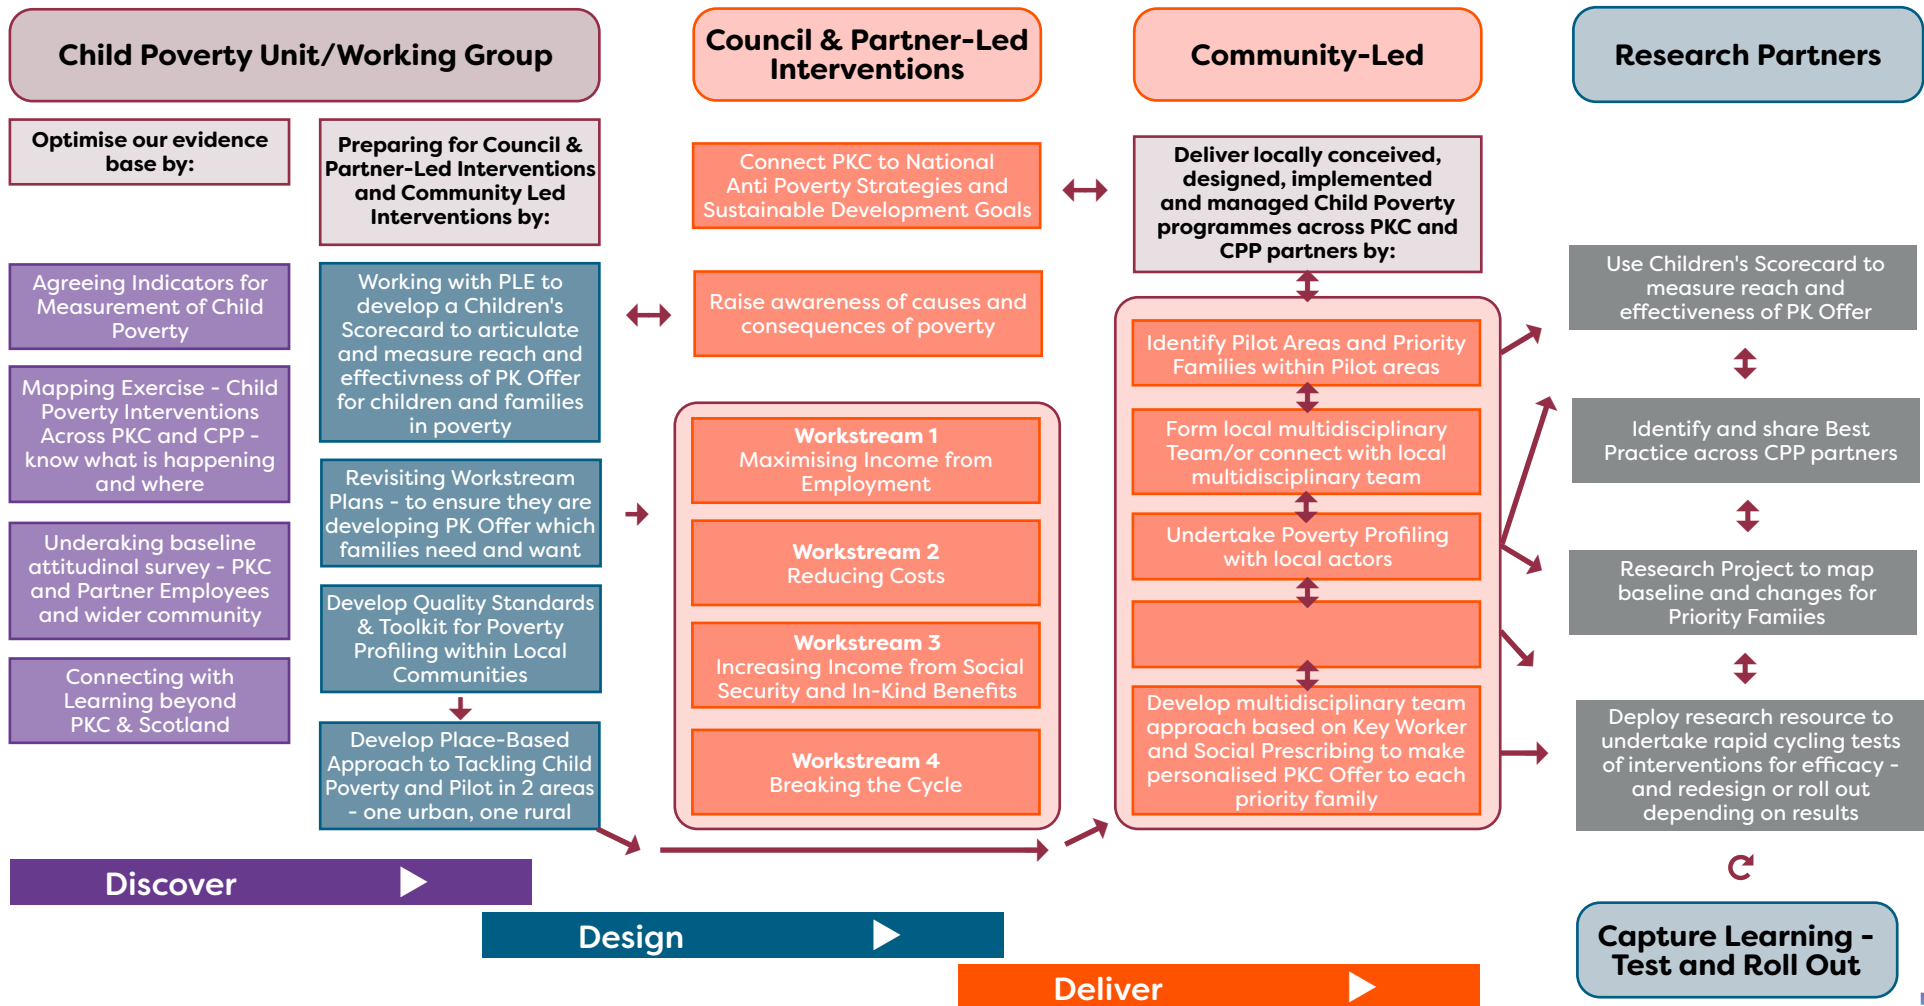 Child Poverty Unit/Working Group
Optimise our evidence
base by:
Agreeing Indicators for
Measurement of Child
Poverty
Mapping Exercise - Child
Poverty Interventions
Across PKC and CPP -
know what is happening
and where
Underaking baseline
attitudinal survey - PKC
and Partner Employees
and wider community
Connecting with
Learning beyond
PKC & Scotland
Preparing for Council &
Partner-Led Interventions
and Community Led
Interventions by:
Working with PLE to
develop a Children's
Scorecard to articulate
and measure reach and
effectivness of PK Offer
for children and families
in poverty
Revisiting Workstream
Plans - to ensure they are
developing PK Offer which
families need and want
Develop Quality Standards
& Toolkit for Poverty
Profiling within Local
Communities
Develop Place-Based
Approach to Tackling Child
Poverty and Pilot in 2 areas
- one urban, one rural
Council & Partner-Led
Interventions
Connect PKC to National
Anti Poverty Strategies and
Sustainable Development Goals
Raise awareness of causes and
consequences of poverty
Workstream 1
Maximising Income from
Employment
Workstream 2
Reducing Costs
Workstream 3
Increasing Income from Social
Security and In-Kind Benefits
Workstream 4
Breaking the Cycle
Community-Led
Deliver locally conceived,
designed, implemented
and managed Child Poverty
programmes across PKC and
CPP partners by:
Identify Pilot Areas and Priority
Families within Pilot areas
Form local multidisciplinary
Team/or connect with local
multidisciplinary team
Undertake Poverty Profiling
with local actors
Develop multidisciplinary team
approach based on Key Worker
and Social Prescribing to make
personalised PKC Offer to each
priority family
Research Partners
Use Children's Scorecard to
measure reach and
effectiveness of PK Offer
Identify and share Best
Practice across CPP partners
Research Project to map
baseline and changes for
Priority Famiies
Deploy research resource to
undertake rapid cycling tests
of interventions for efficacy -
and redesign or roll out
depending on results
Capture Learning -
Test and Roll Out
Discover
Design
Deliver